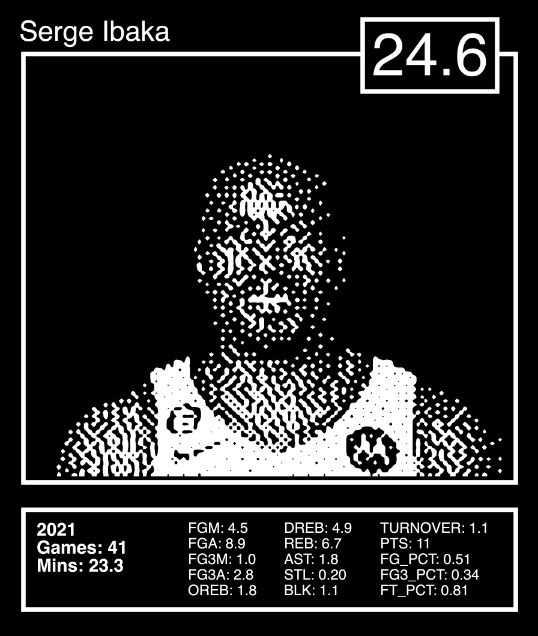 Serge Ibaka
24.6
2021
Games: 41
Mins: 23.3
FGM: 4.5
FGA: 8.9
FG3M: 1.0
FG3A: 2.8
OREB: 1.8
DREB: 4.9
REB: 6.7
AST: 1.8
STL: 0.20
BLK: 1.1
TURNOVER: 1.1
PTS: 11
FG_PCT: 0.51
FG3_PCT: 0.34
FT_PCT: 0.81